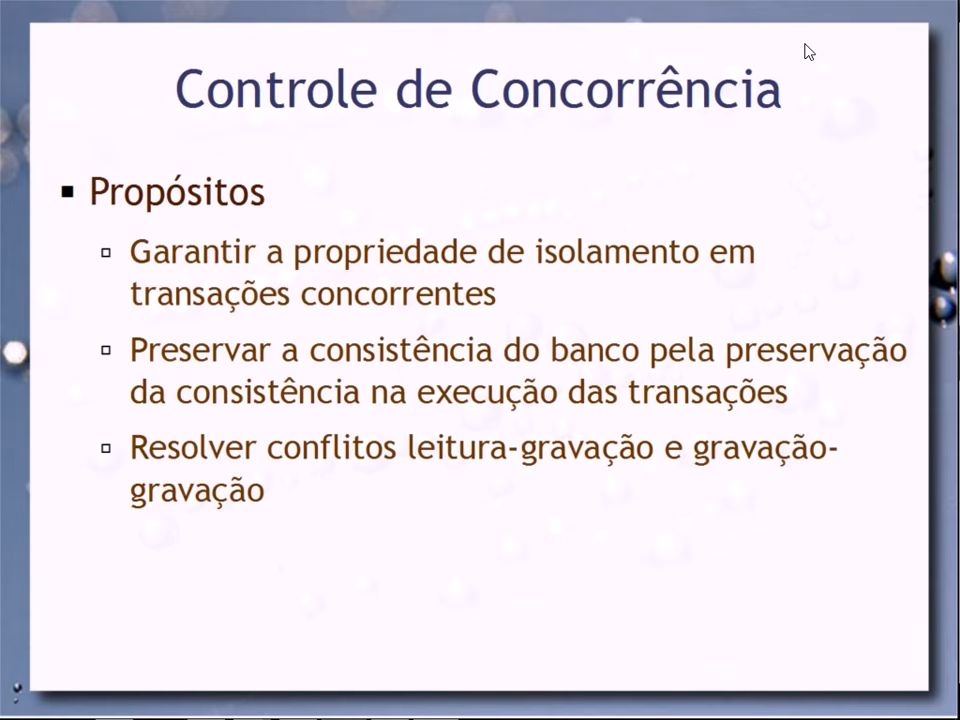 Controle de Concorrência
Propósitos
Garantir a propriedade de isolamento em
transações concorrentes
Preservar a consistência do banco pela preservação
da consistência na execução das transações
Resolver conflitos leitura-gravação e gravação-
gravação